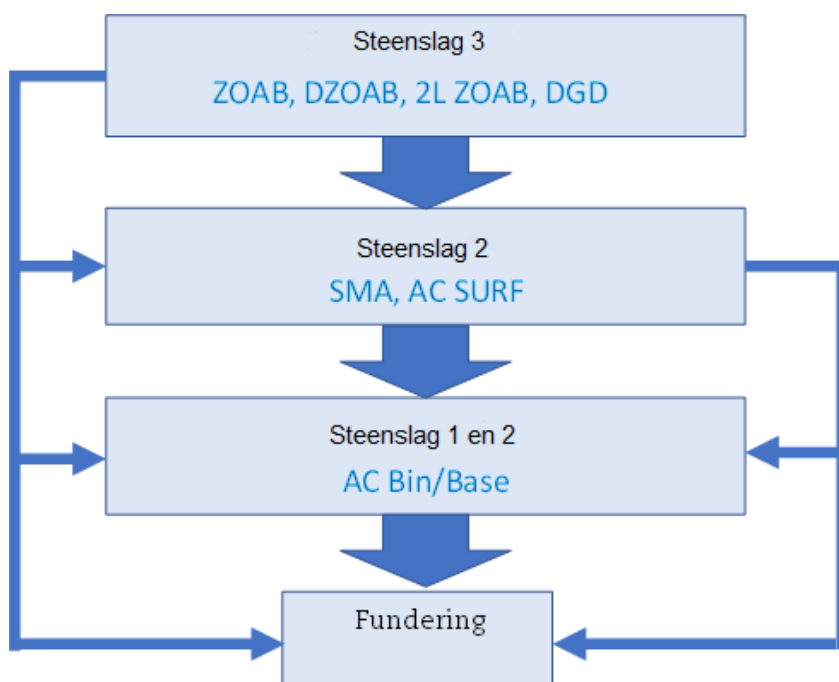 Steenslag 3
ZOAB, DZOAB, 2L ZOAB, DGD
Steenslag 2
SMA, AC SURF
Steenslag 1 en 2
AC Bin/Base
Fundering